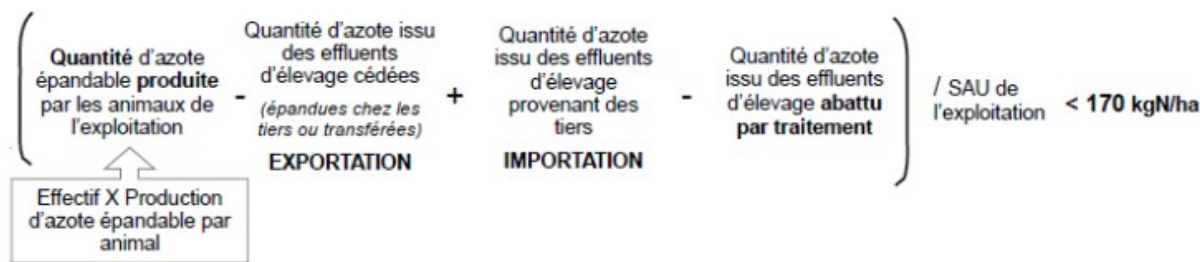 Quantité d'azote
épandable produite
par les animaux de
l'exploitation
-
Quantité d'azote issu
des effluents
d'élevage cédées
(épandues chez les
tiers ou transférées)
EXPORTATION
+
Quantité d'azote
issu des effluents
d'élevage
provenant des
tiers
IMPORTATION
-
Quantité d'azote
issu des effluents
d'élevage abattu
par traitement
/ SAU de
l'exploitation
< 170 kgN/ha
Effectif X Production
d'azote épandable par
animal